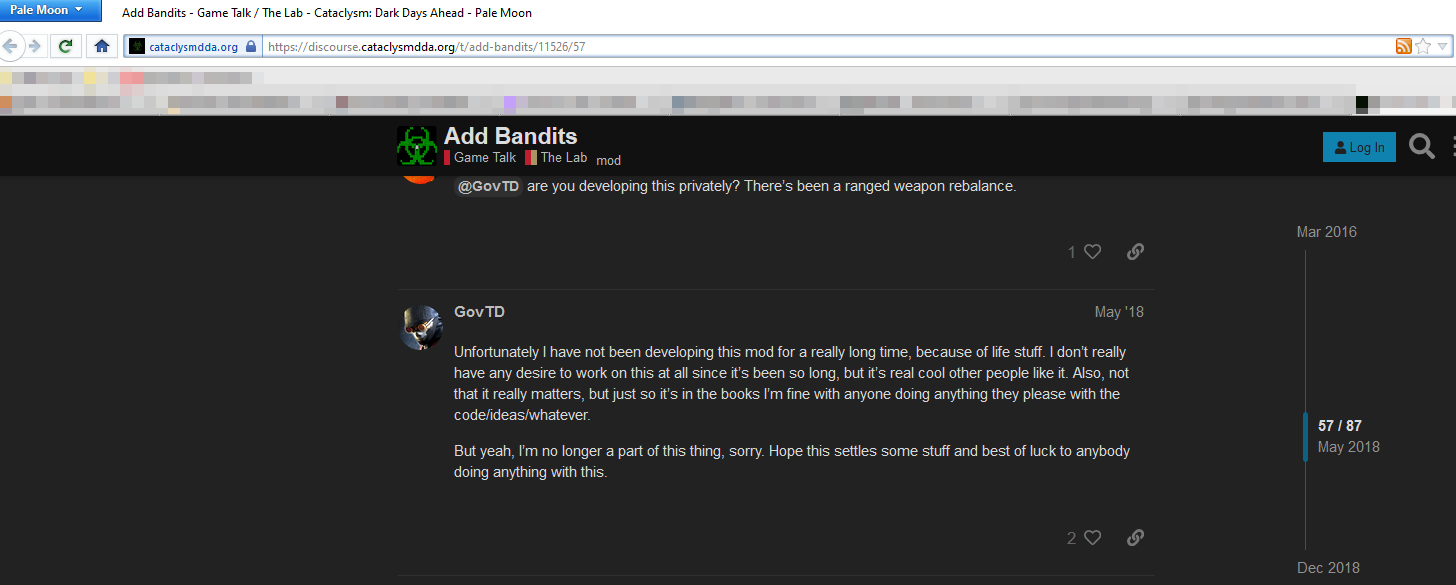 Pale Moon
Add Bandits - Game Talk / The Lab - Cataclysm: Dark Days Ahead - Pale Moon
cataclysmdda.org
https://discourse.cataclysmdda.org/t/add-bandits/11526/57
Add Bandits
Game Talk The Lab mod
Log In
@GovTD are you developing this privately? There’s been a ranged weapon rebalance.
Mar 2016
1
GovTD
May '18
Unfortunately I have not been developing this mod for a really long time, because of life stuff. I don’t really
have any desire to work on this at all since it’s been so long, but it’s real cool other people like it. Also, not
that it really matters, but just so it’s in the books I’m fine with anyone doing anything they please with the
code/ideas/whatever.
57 / 87
May 2018
But yeah, I’m no longer a part of this thing, sorry. Hope this settles some stuff and best of luck to anybody
doing anything with this.
2
Dec 2018